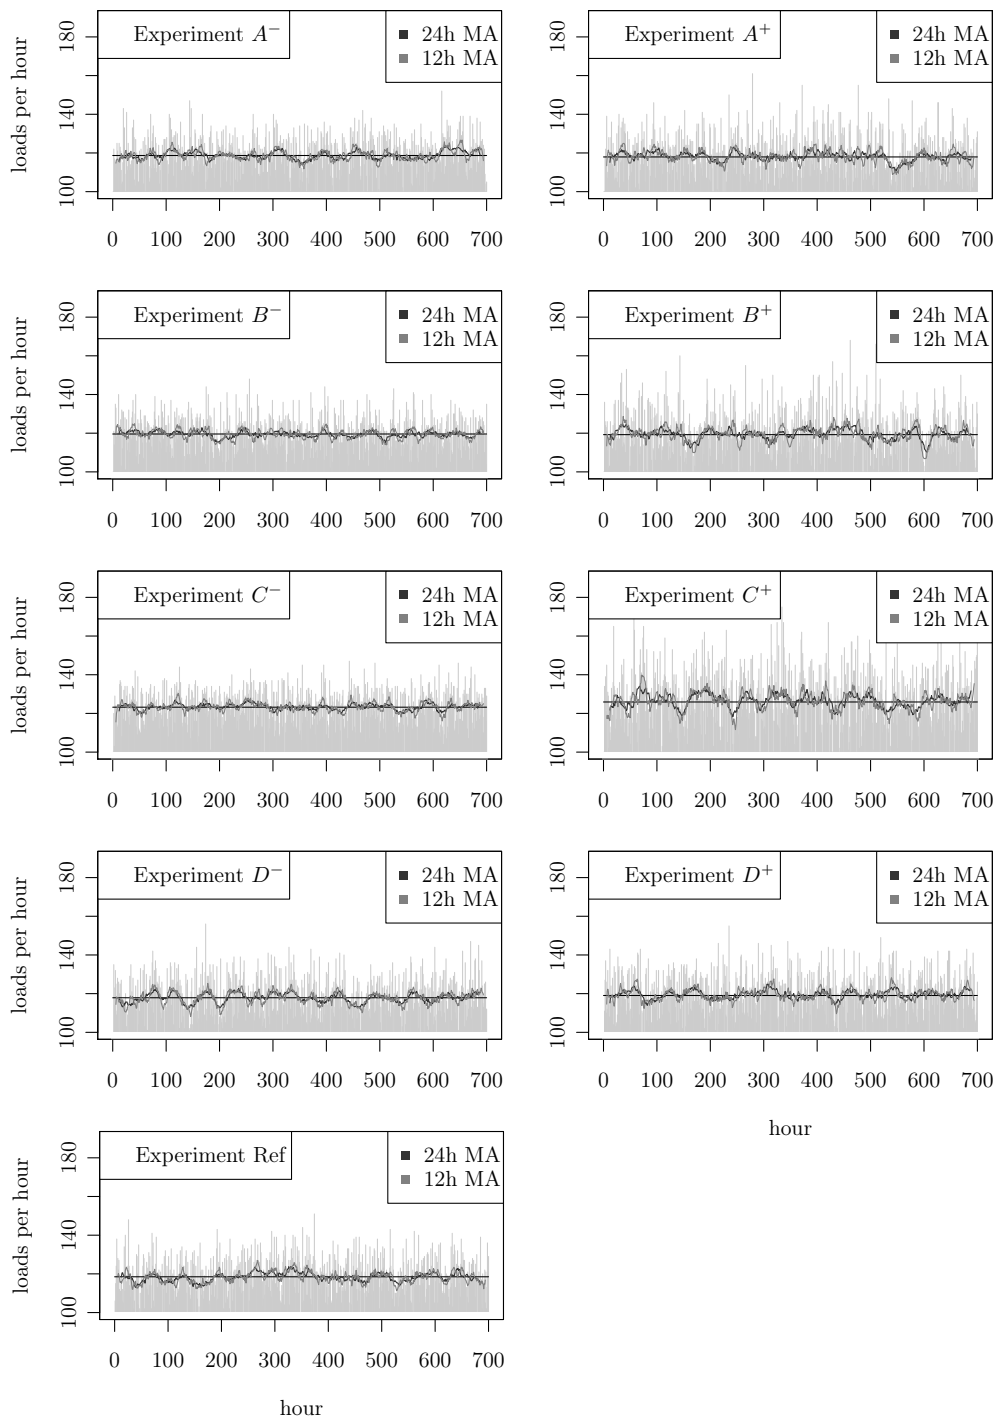 Experiment A− 24h MA
12h MA
loads per hour
180
140
100
0 100 200 300 400 500 600 700
Experiment A+ 24h MA
12h MA
180
140
100
0 100 200 300 400 500 600 700
Experiment B− 24h MA
12h MA
loads per hour
180
140
100
0 100 200 300 400 500 600 700
Experiment B+ 24h MA
12h MA
180
140
100
0 100 200 300 400 500 600 700
Experiment C− 24h MA
12h MA
loads per hour
180
140
100
0 100 200 300 400 500 600 700
Experiment C+ 24h MA
12h MA
180
140
100
0 100 200 300 400 500 600 700
Experiment D− 24h MA
12h MA
loads per hour
180
140
100
0 100 200 300 400 500 600 700
Experiment D+ 24h MA
12h MA
180
140
100
0 100 200 300 400 500 600 700
hour
Experiment Ref 24h MA
12h MA
loads per hour
180
140
100
0 100 200 300 400 500 600 700
hour